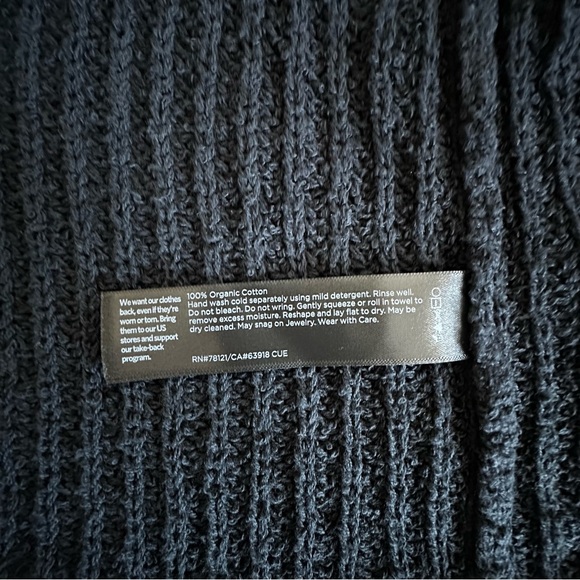 We want our clothes
back, even if they're
worn or torn. Bring
them to our US
stores and support
our take-back
program.
100% Organic Cotton
Hand wash cold separately using mild detergent. Rinse well.
Do not bleach. Do not wring. Gently squeeze or roll in towel to
remove excess moisture. Reshape and lay flat to dry. May be
dry cleaned. May snag on Jewelry. Wear with Care.
RN#78121/CA#63918 CUE